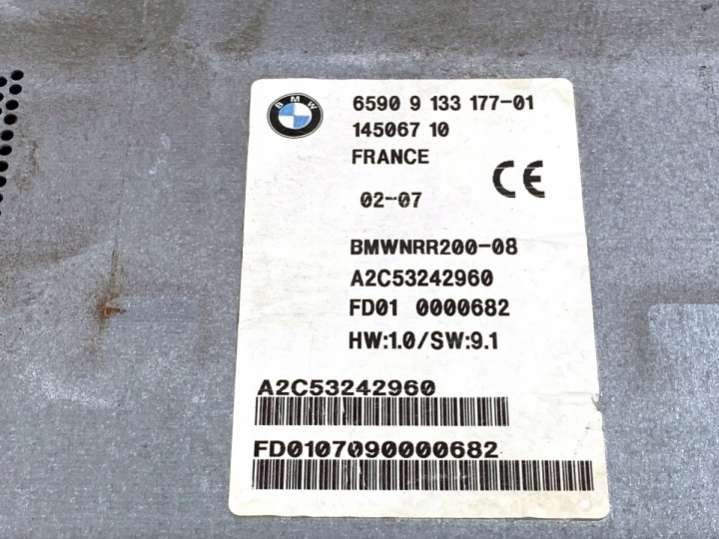 BMW
6590 9 133 177-01
145067 10
FRANCE
CE
02-07
BMWNRR200-08
A2C53242960
FD01 0000682
HW:1.0/SW:9.1
A2C53242960
FD0107090000682